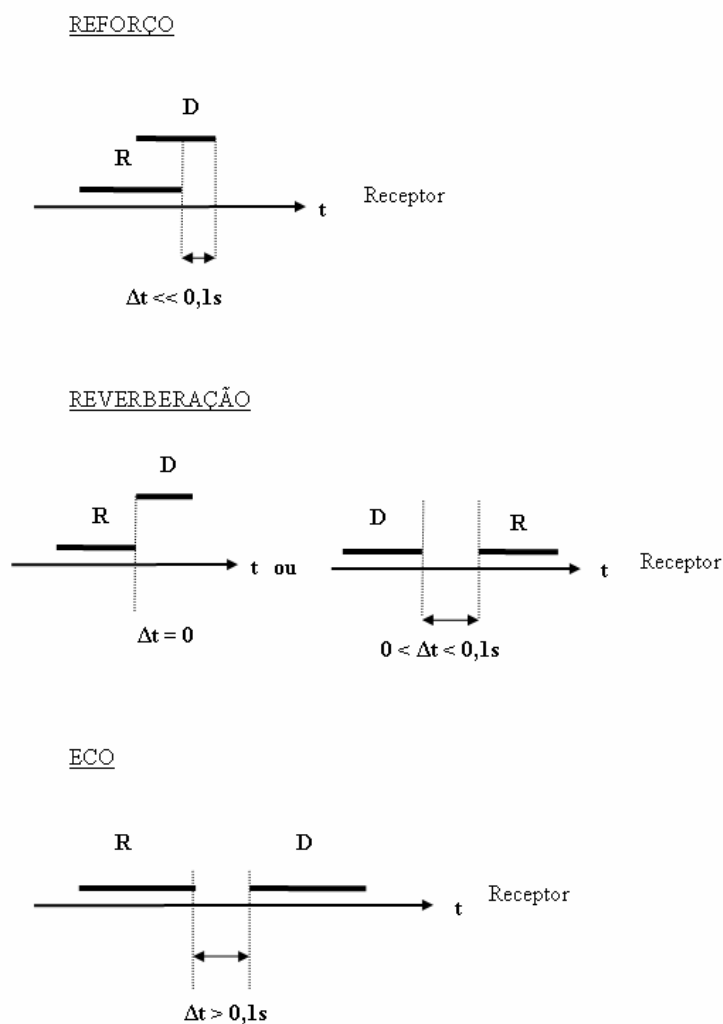 REFORÇO
D
R
t
Receptor
Δt << 0,1s
REVERBERAÇÃO
D
R
t ou
D
R
t
Receptor
Δt = 0
0 < Δt < 0,1s
ECO
R
D
t
Receptor
Δt > 0,1s